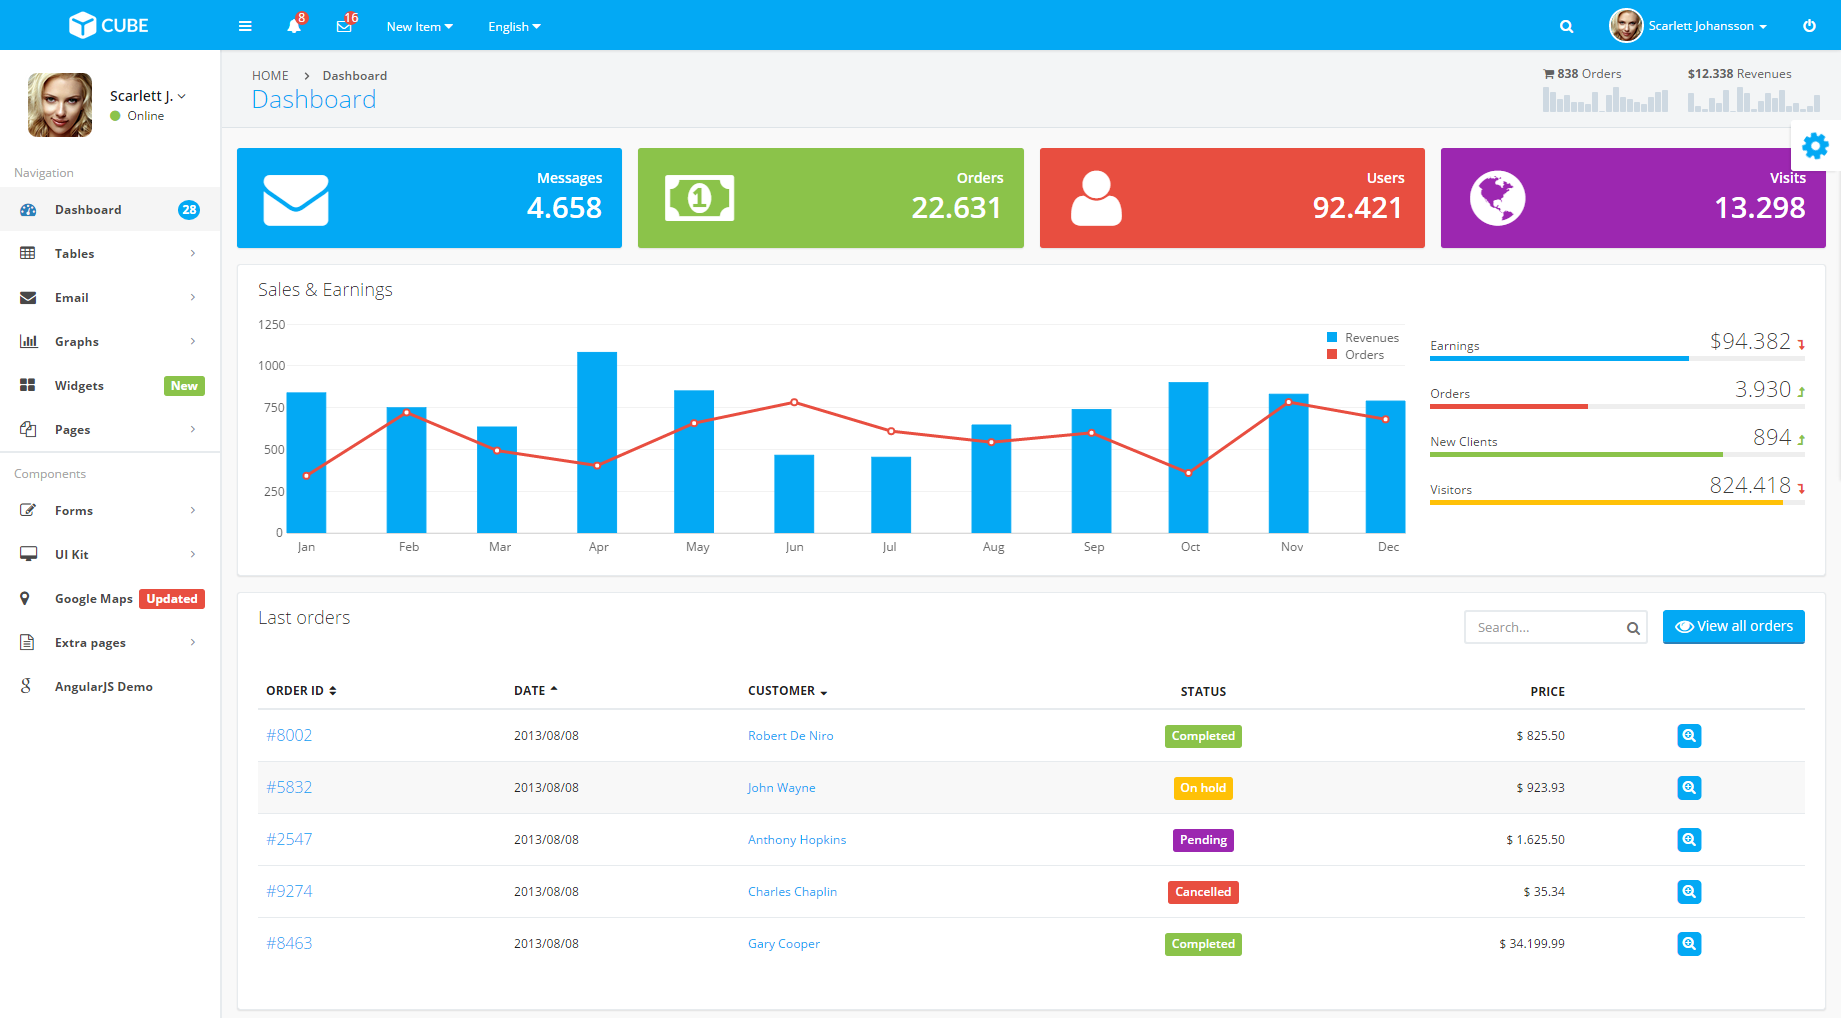 CUBE
8
16
New Item
English
Scarlett Johansson
Scarlett J.
Online
Navigation
Dashboard 28
Tables
Email
Graphs
Widgets New
Pages
Components
Forms
UI Kit
Google Maps Updated
Extra pages
AngularJS Demo
HOME > Dashboard
Dashboard
838 Orders
$12.338 Revenues
Messages
4.658
Orders
22.631
Users
92.421
Visits
13.298
Sales & Earnings
1250
1000
750
500
250
0
Jan Feb Mar Apr May Jun Jul Aug Sep Oct Nov Dec
Revenues
Orders
Earnings $94.382
Orders 3.930
New Clients 894
Visitors 824.418
Last orders
Search...
View all orders
ORDER ID DATE CUSTOMER STATUS PRICE
#8002 2013/08/08 Robert De Niro Completed $ 825.50
#5832 2013/08/08 John Wayne On hold $ 923.93
#2547 2013/08/08 Anthony Hopkins Pending $ 1.625.50
#9274 2013/08/08 Charles Chaplin Cancelled $ 35.34
#8463 2013/08/08 Gary Cooper Completed $ 34.199.99